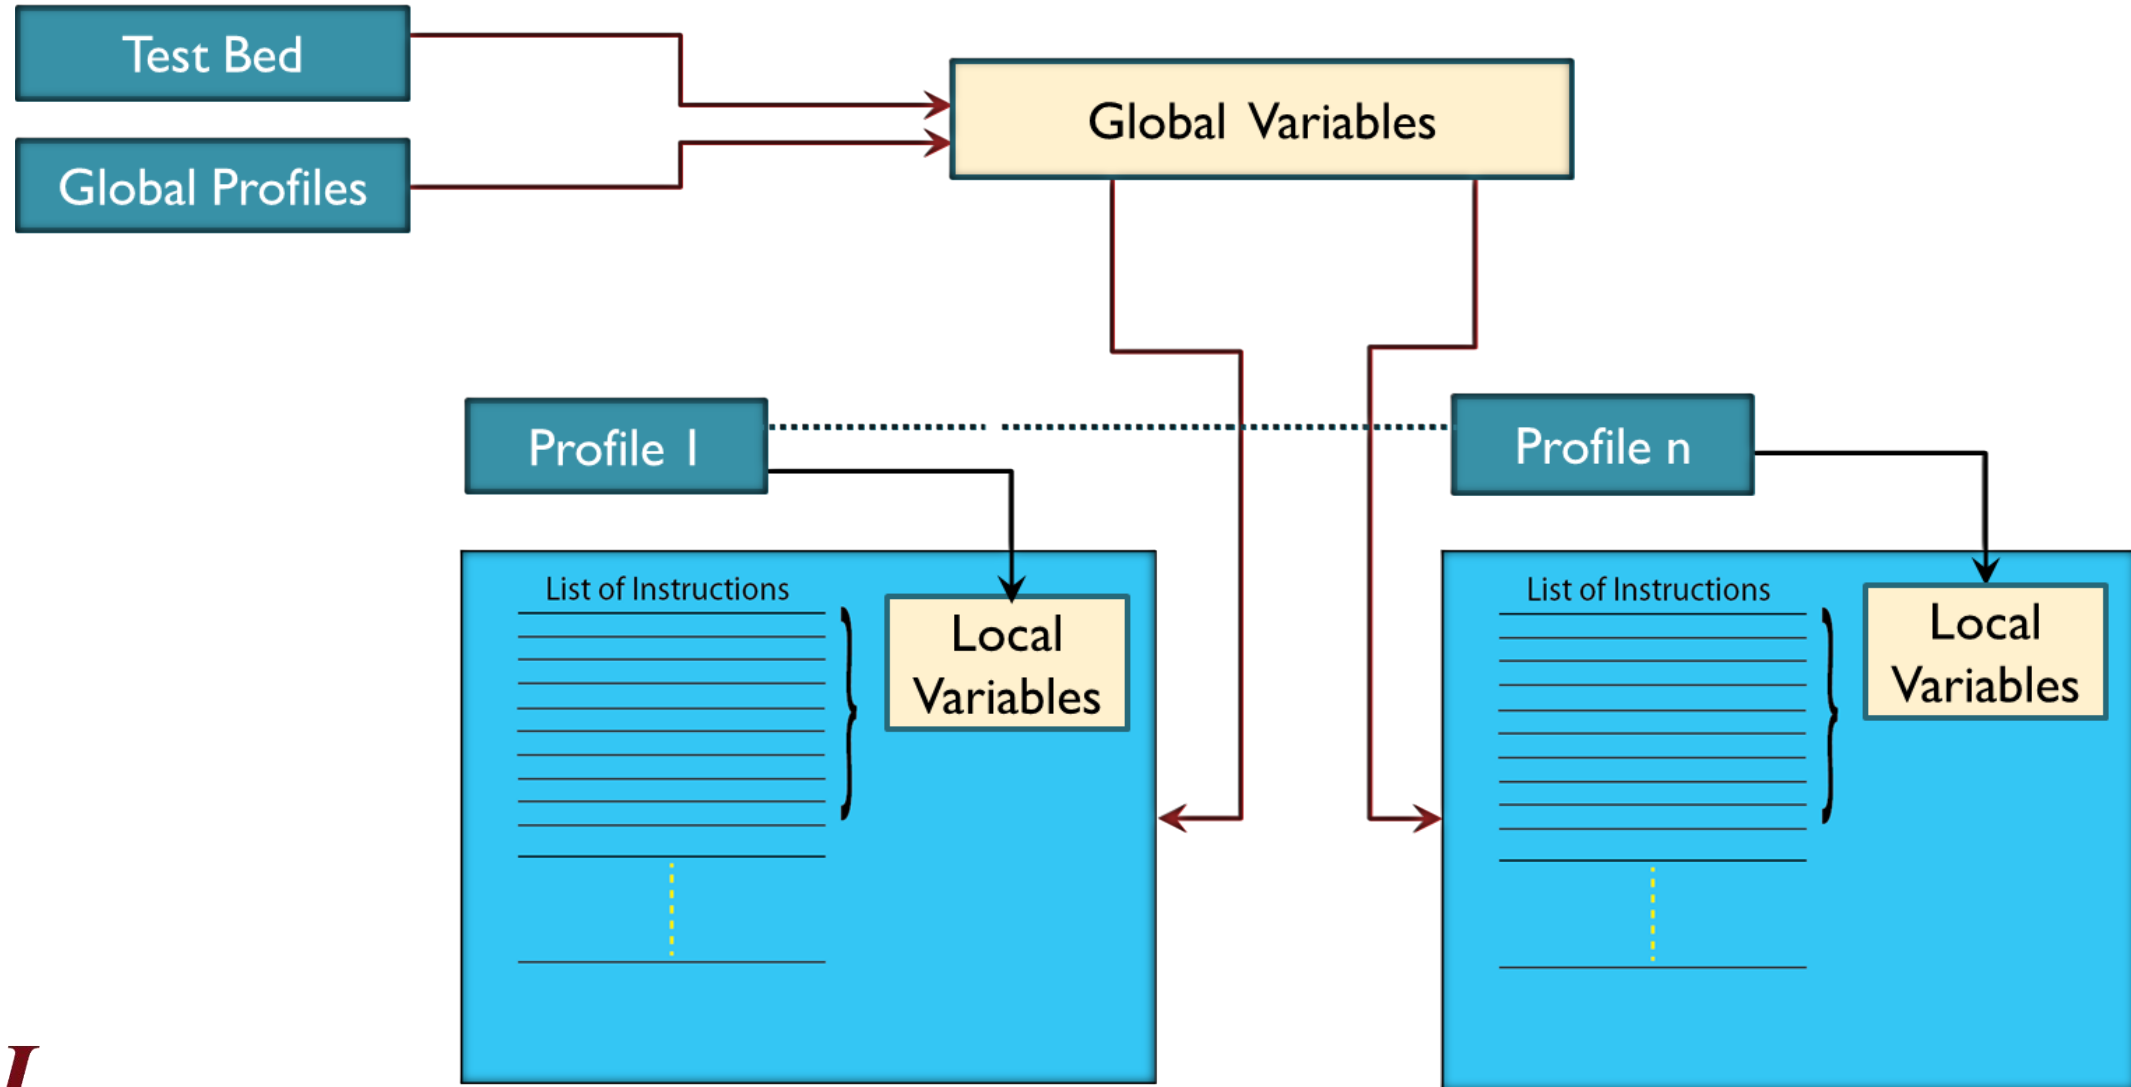 Test Bed
Global Variables
Global Profiles
Profile 1
Profile n
List of Instructions
Local
Variables
List of Instructions
Local
Variables
I